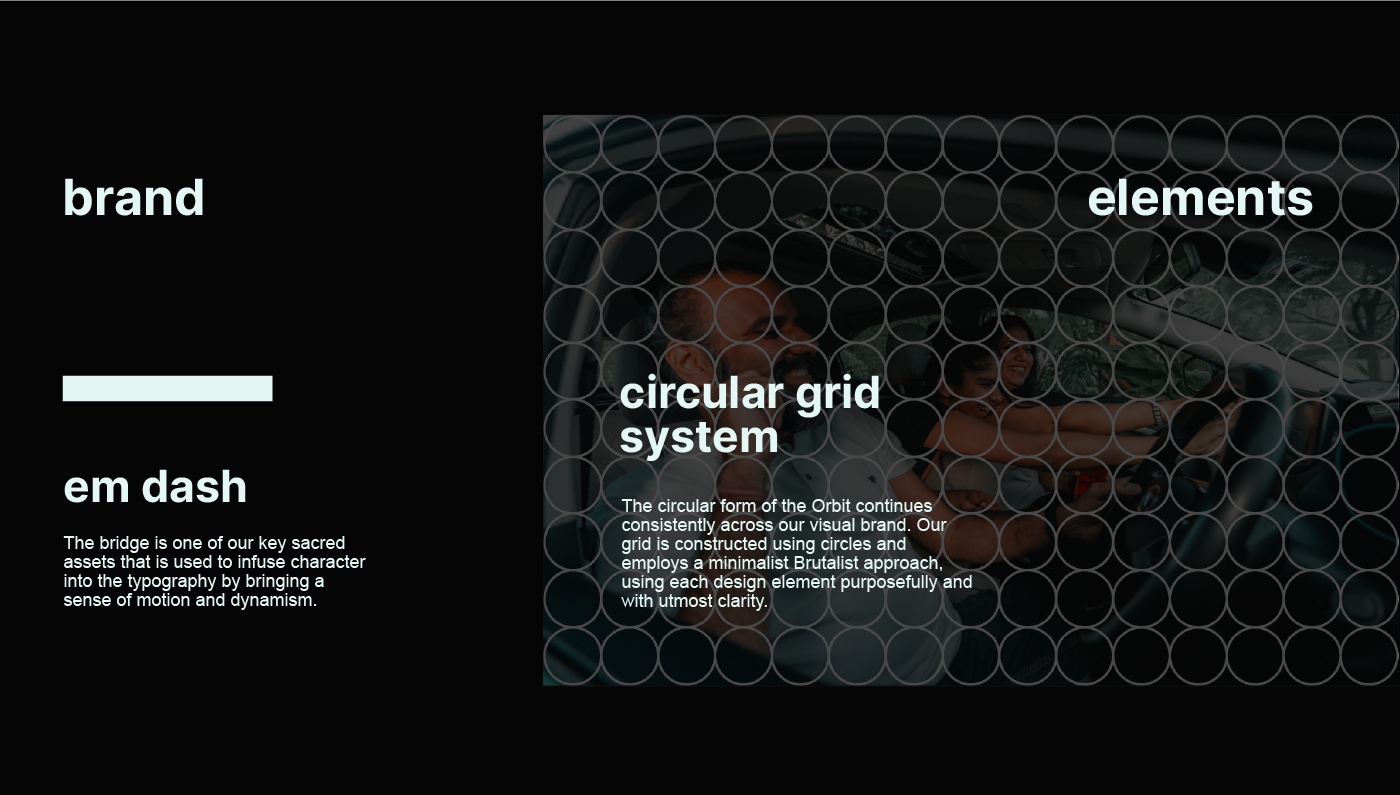 brand
elements
em dash
The bridge is one of our key sacred
assets that is used to infuse character
into the typography by bringing a
sense of motion and dynamism.
circular grid
system
The circular form of the Orbit continues
consistently across our visual brand. Our
grid is constructed using circles and
employs a minimalist Brutalist approach,
using each design element purposefully and
with utmost clarity.